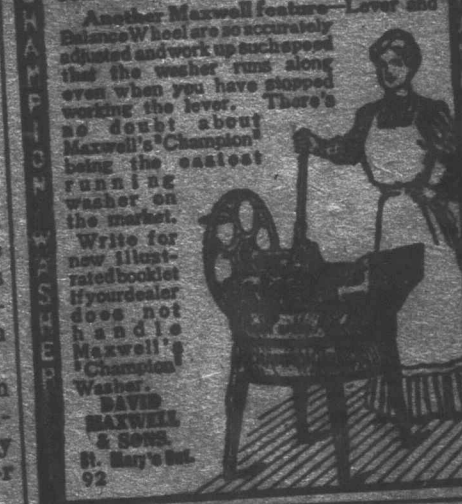 Another Maxwell feature—Lever and
Balance Wheel are so accurately
adjusted and work up such speed
that the washer runs along
even when you have stopped
working the lever. There's
no doubt about
Maxwell's "Champion"
being the easiest
running
washer on
the market.
Write for
new illust-
rated booklet
if your dealer
does not
handle
Maxwell's
"Champion"
Washer.
DAVID
MAXWELL
& SONS.
St. Mary's Ont.
92